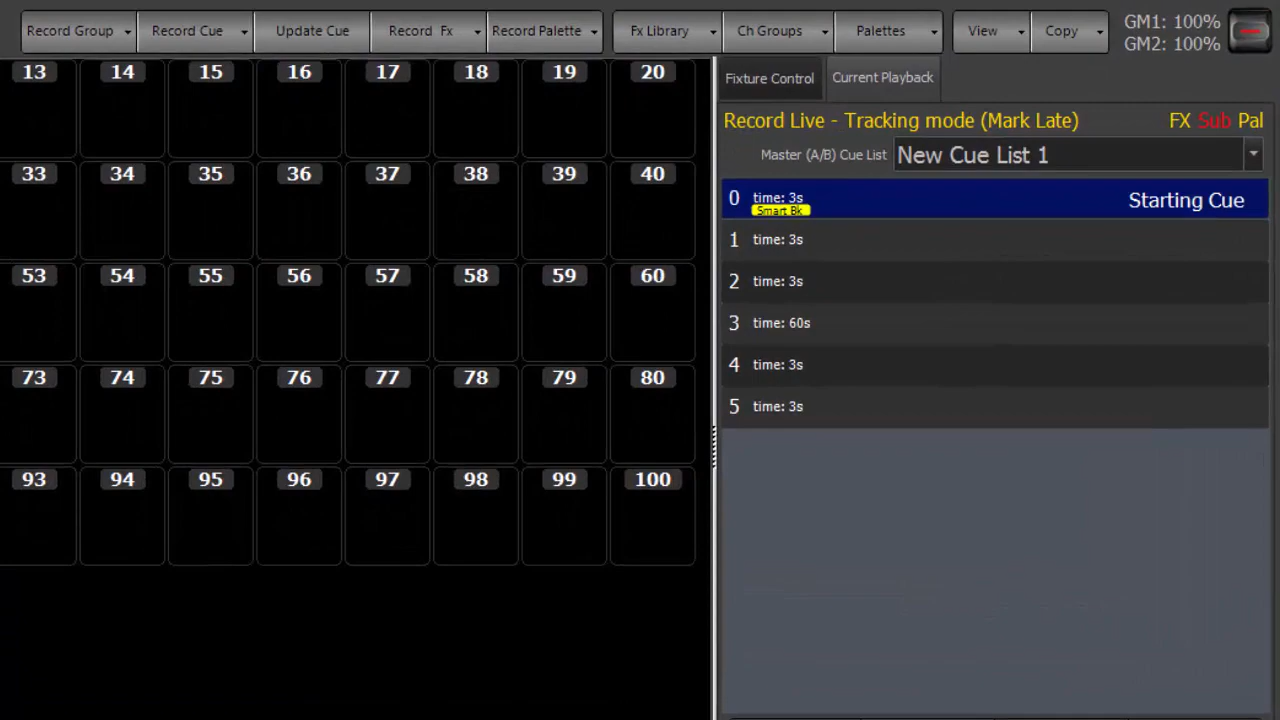 Record Group Record Cue Update Cue Record Fx Record Palette Fx Library Ch Groups Palettes View Copy GM1: 100%
GM2: 100%
13 14 15 16 17 18 19 20
33 34 35 36 37 38 39 40
53 54 55 56 57 58 59 60
73 74 75 76 77 78 79 80
93 94 95 96 97 98 99 100
Fixture Control Current Playback
Record Live - Tracking mode (Mark Late) FX Sub Pal
Master (A/B) Cue List New Cue List 1
0 time: 3s Starting Cue
Smart Bk
1 time: 3s
2 time: 3s
3 time: 60s
4 time: 3s
5 time: 3s